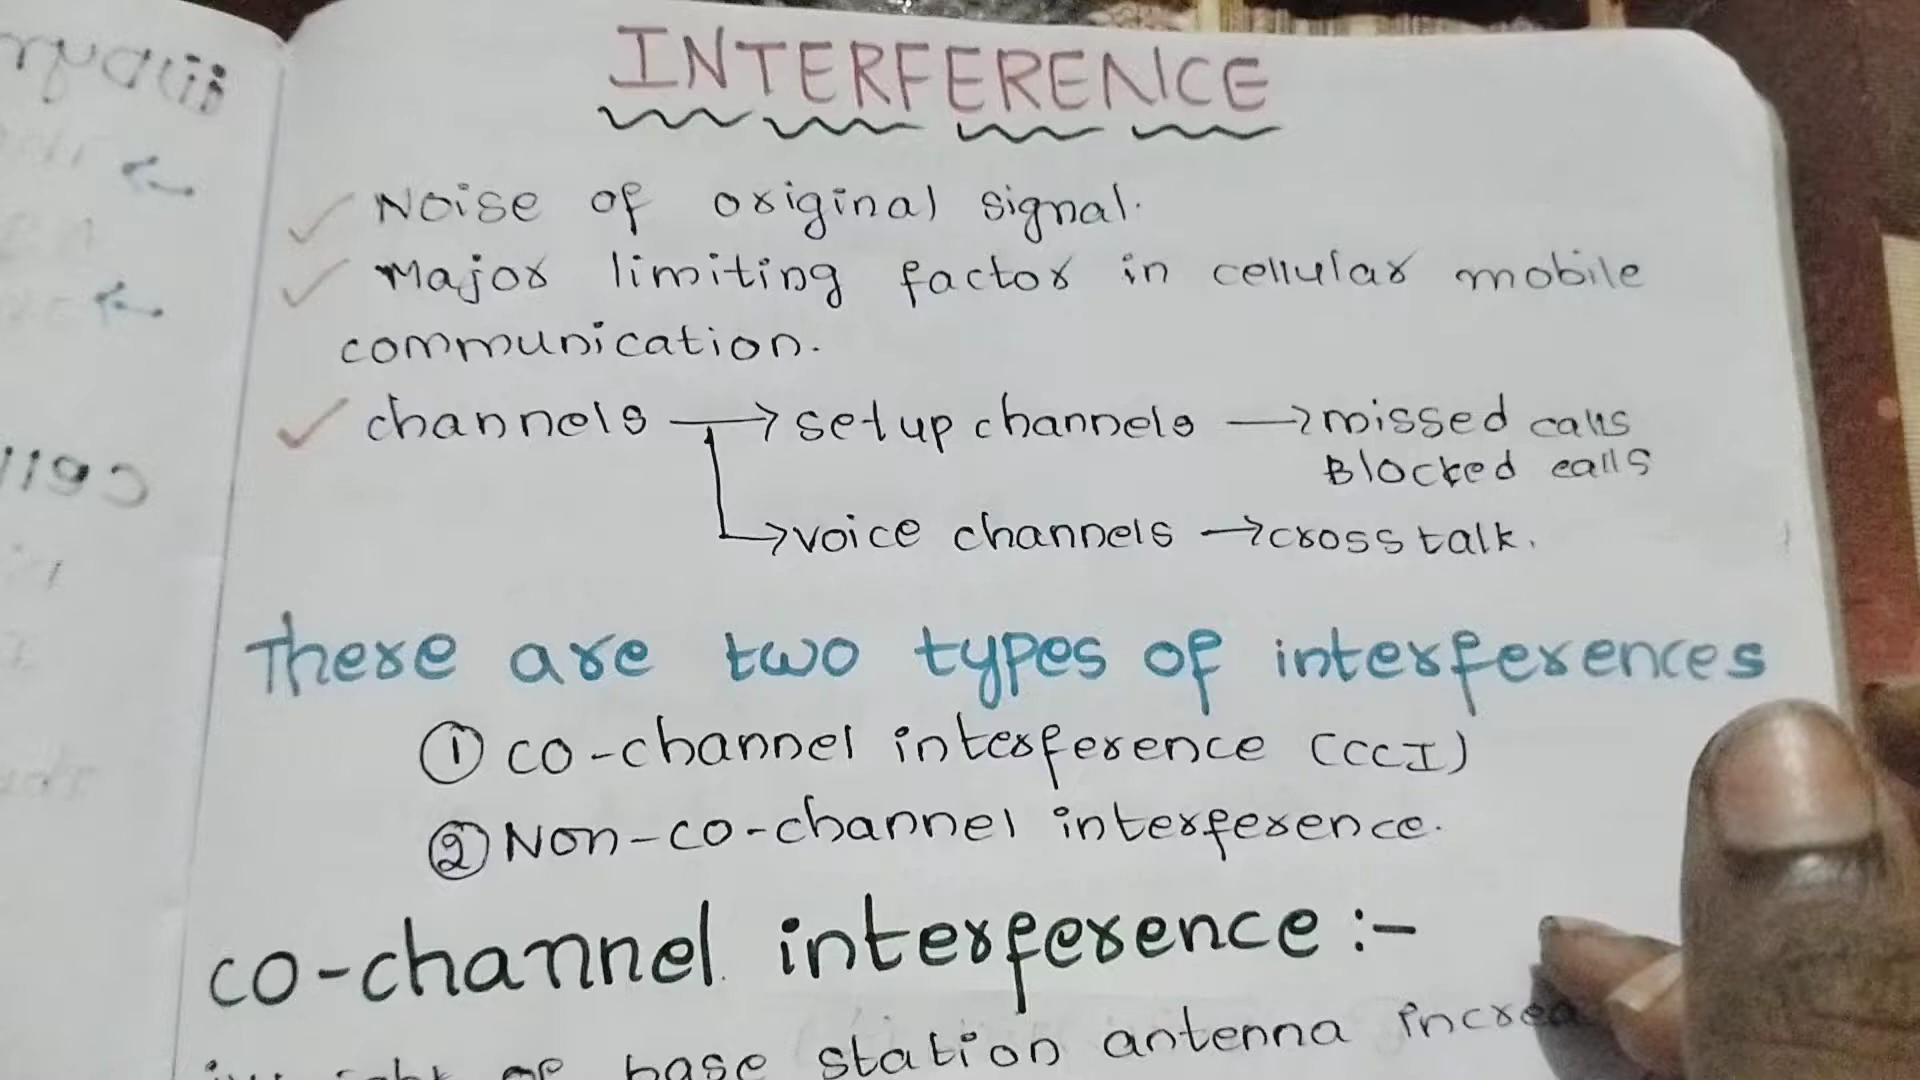 INTERFERENCE
Noise of original signal.
Major limiting factor in cellular mobile
communication.
channels → setup channels → missed calls
Blocked calls
→ voice channels → cross talk.
There are two types of interferences
① co-channel interference (CCI)
② Non-co-channel interference.
co-channel interference :-
base station antenna